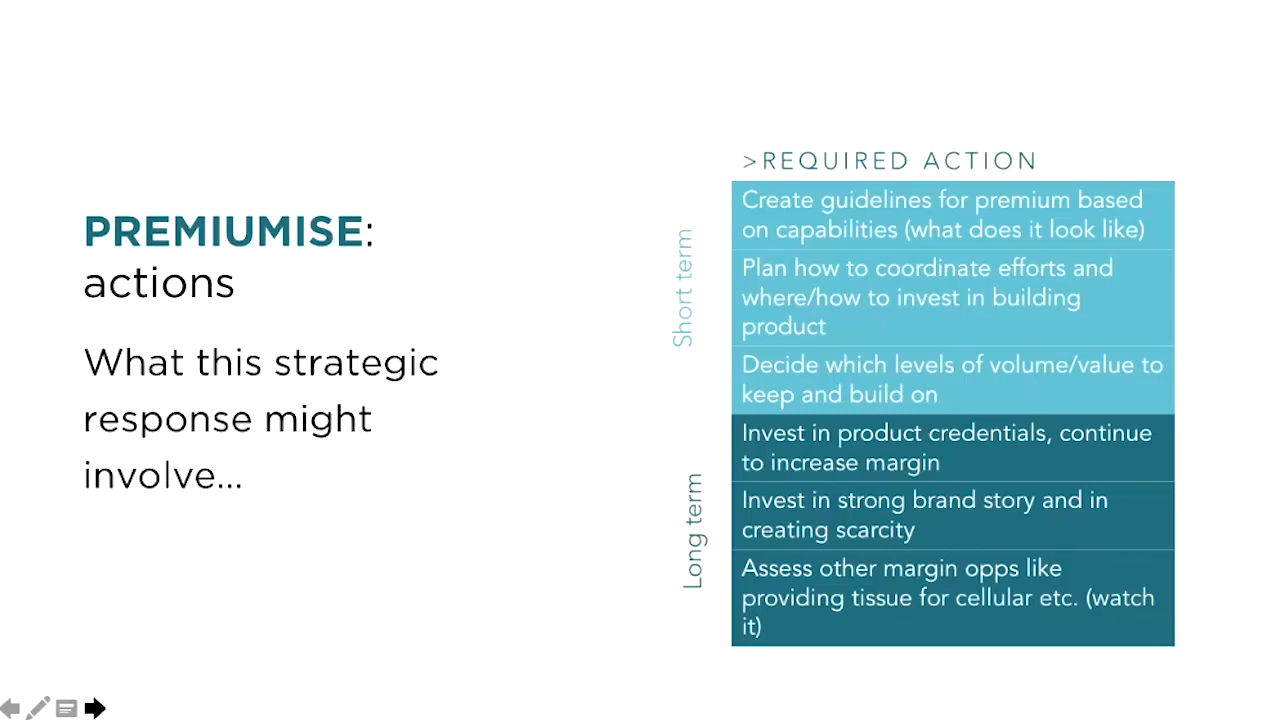 PREMIUMISE:
actions
What this strategic
response might
involve...
>REQUIRED ACTION
Short term
Create guidelines for premium based
on capabilities (what does it look like)
Plan how to coordinate efforts and
where/how to invest in building
product
Decide which levels of volume/value to
keep and build on
Long term
Invest in product credentials, continue
to increase margin
Invest in strong brand story and in
creating scarcity
Assess other margin opps like
providing tissue for cellular etc. (watch
it)